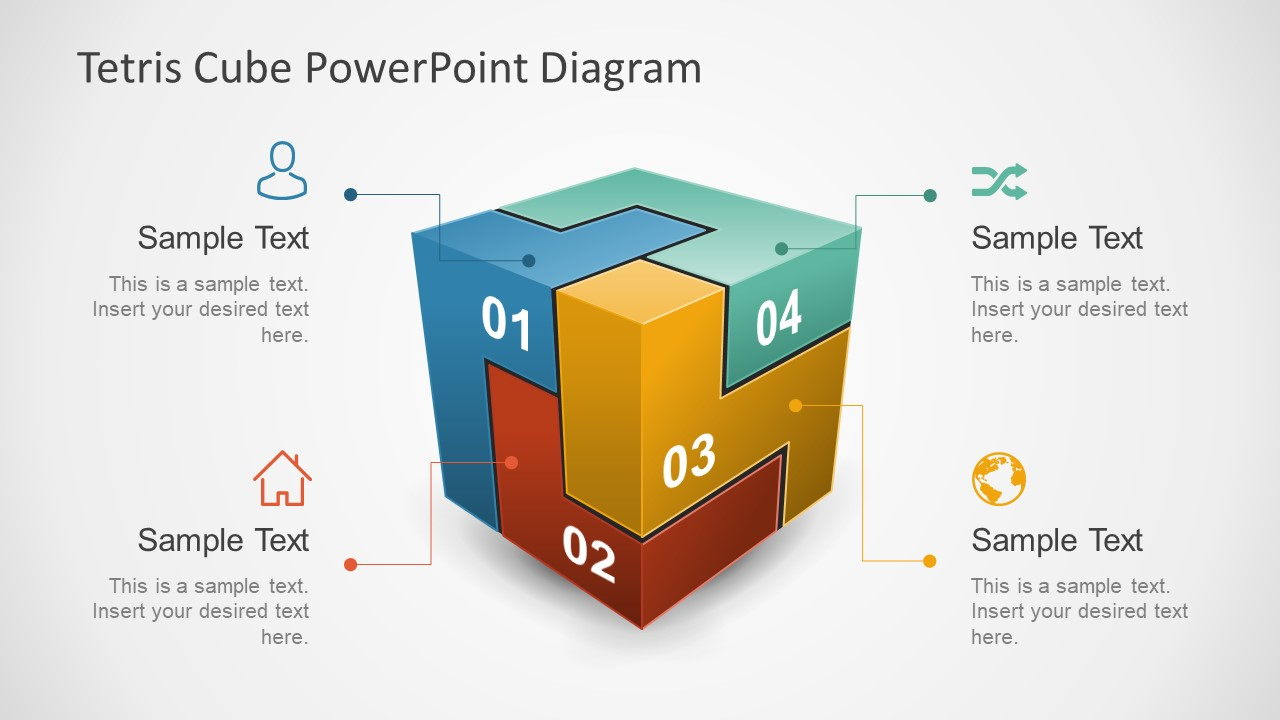 Tetris Cube PowerPoint Diagram
Sample Text
This is a sample text.
Insert your desired text
here.
Sample Text
This is a sample text.
Insert your desired text
here.
01
02
03
04
Sample Text
This is a sample text.
Insert your desired text
here.
Sample Text
This is a sample text.
Insert your desired text
here.